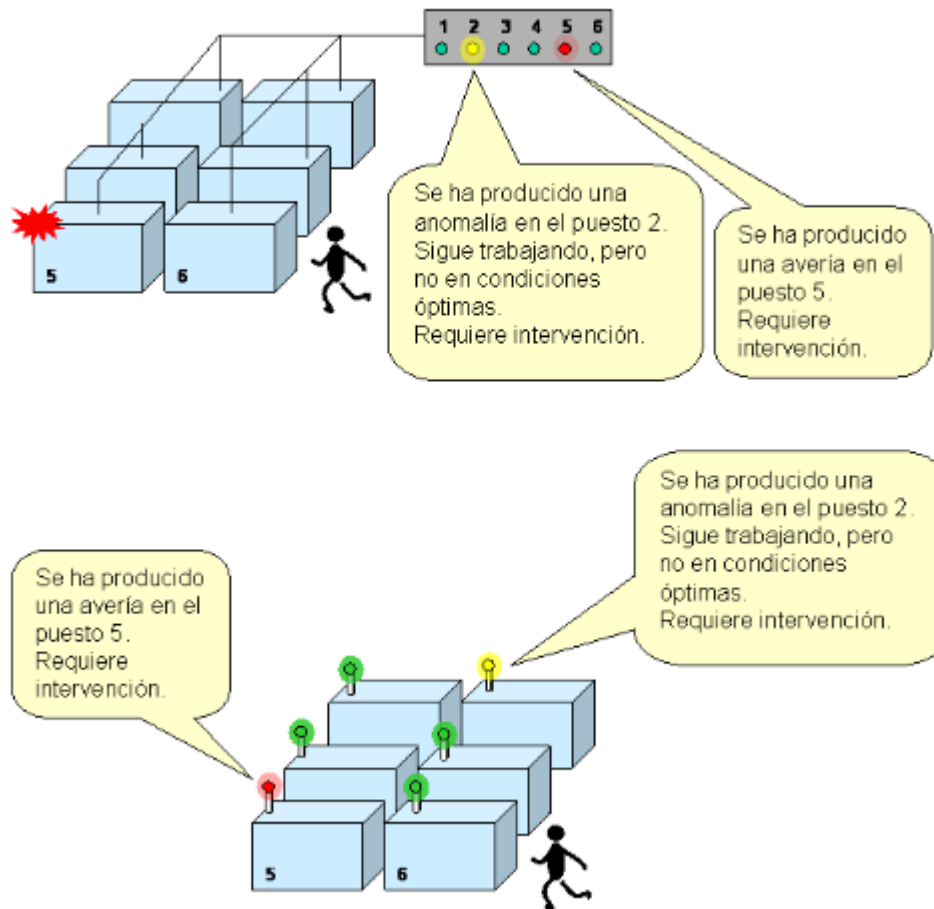 1 2 3 4 5 6
Se ha producido una
anomalía en el puesto 2.
Sigue trabajando, pero
no en condiciones
óptimas.
Requiere intervención.
Se ha producido
una avería en el
puesto 5.
Requiere
intervención.
5
6
Se ha producido una
anomalía en el puesto 2.
Sigue trabajando, pero
no en condiciones
óptimas.
Requiere intervención.
Se ha producido
una avería en el
puesto 5.
Requiere
intervención.
5
6